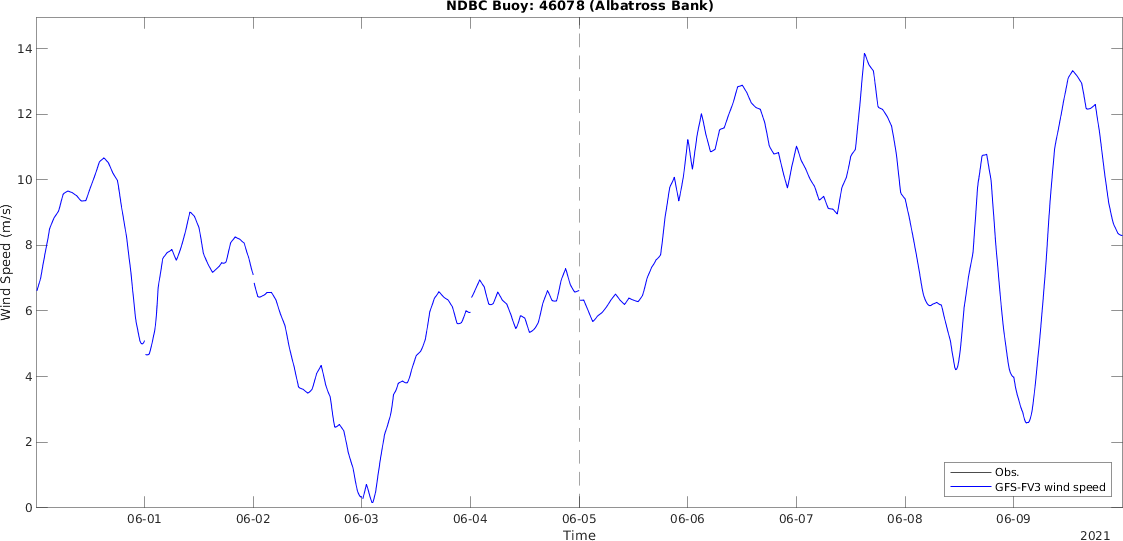 NDBC Buoy: 46078 (Albatross Bank)
14
12
10
8
6
4
2
0
Wind Speed (m/s)
06-01 06-02 06-03 06-04 06-05 06-06 06-07 06-08 06-09
Time
2021
Obs.
GFS-FV3 wind speed